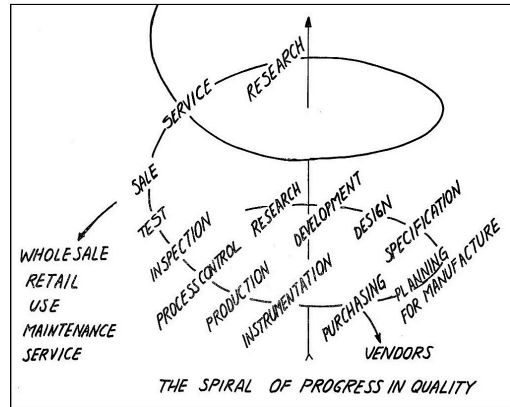 RESEARCH
SERVICE
SALE
TEST
INSPECTION
PROCESS CONTROL
RESEARCH
DEVELOPMENT
DESIGN
SPECIFICATION
PRODUCTION
INSTRUMENTATION
PURCHASING
PLANNING
FOR MANUFACTURE
WHOLESALE
RETAIL
USE
MAINTENANCE
SERVICE
VENDORS
THE SPIRAL OF PROGRESS IN QUALITY